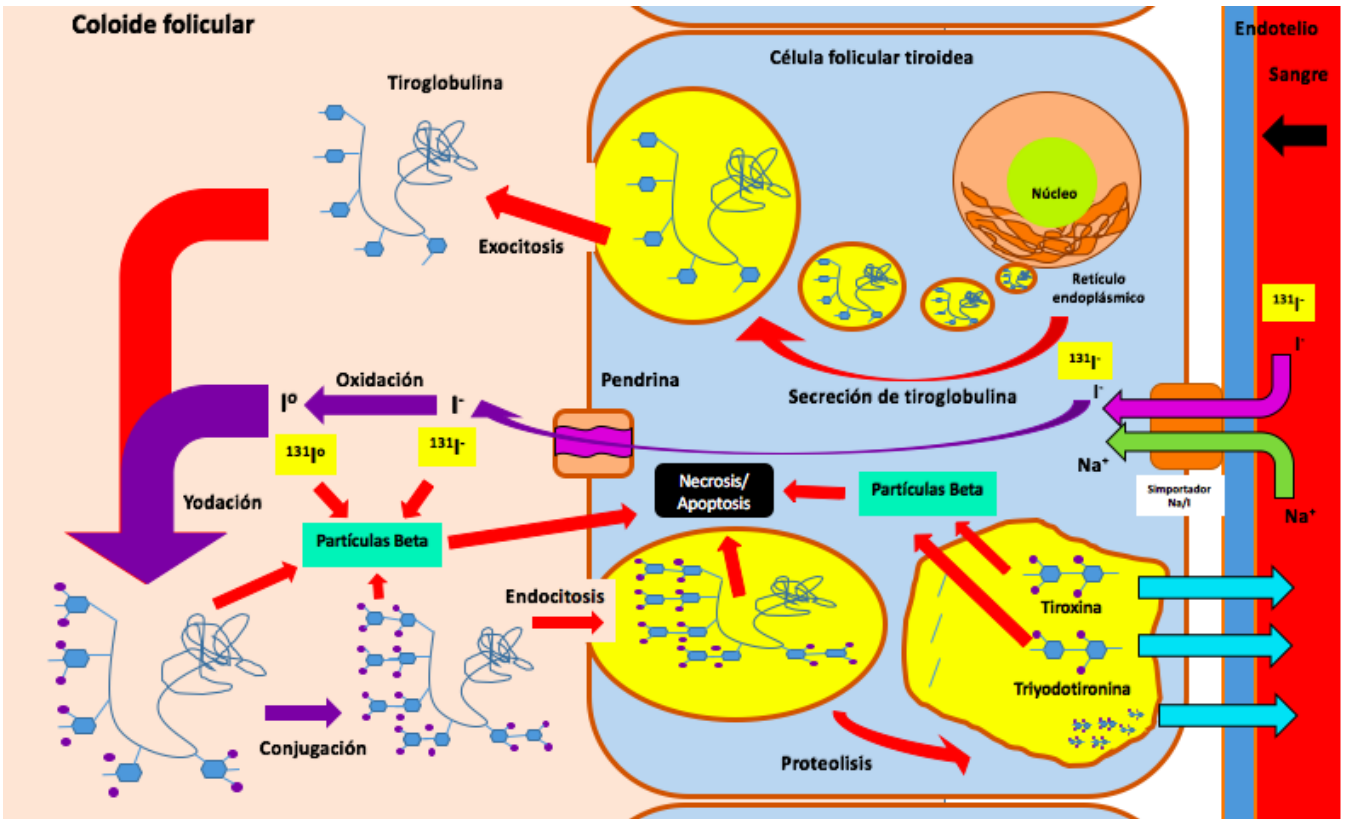 Coloide folicular
Endotelio
Célula folicular tiroidea
Sangre
Tiroglobulina
Núcleo
Exocitosis
Retículo
endoplásmico
131I-
I-
131I-
Pendrina
Secreción de tiroglobulina
I-
Oxidación
Iº
I-
131Iº
131I-
Na+
Simportador
Na/I
Na+
Necrosis/
Apoptosis
Partículas Beta
Yodación
Partículas Beta
Endocitosis
Tiroxina
Triyodotironina
Conjugación
Proteolisis